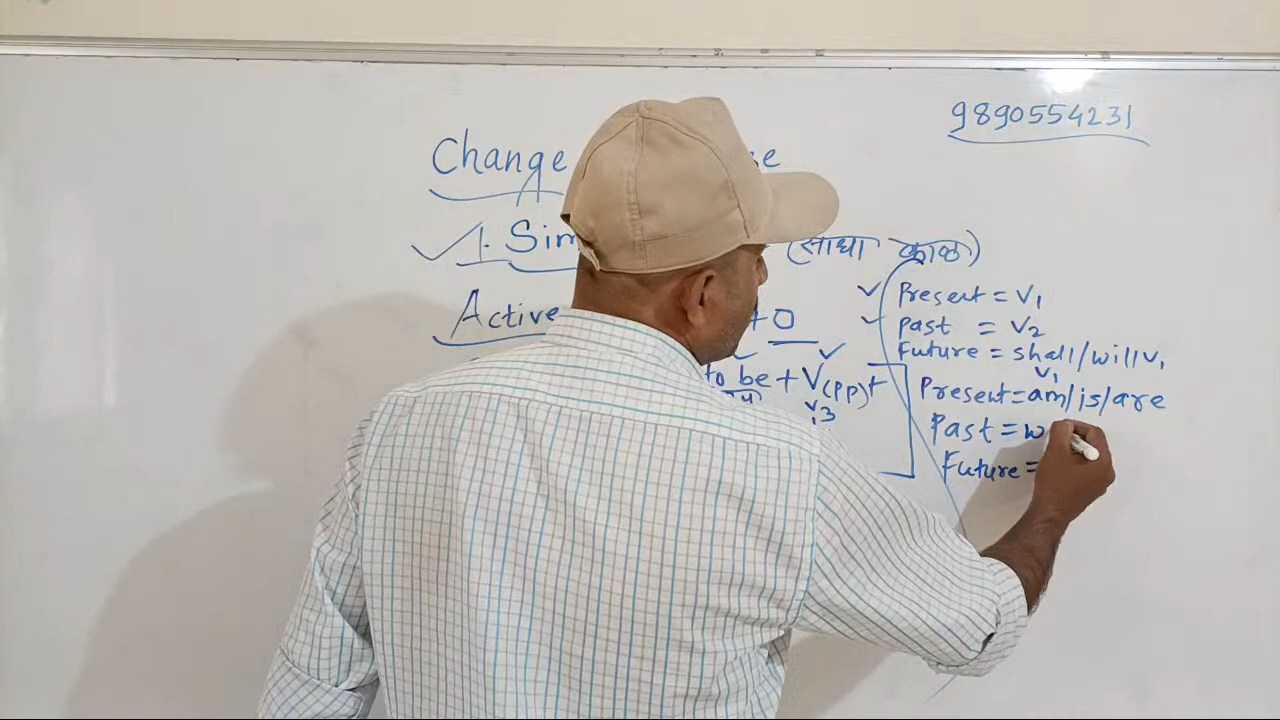 9890554231
Change
1. Sim (साधा काळ)
Present = V1
Active +O
Past = V2
Future = shall/will V1
to be + V(PP)+
V1
Present=am/is/are
V3
Past = w
Future =